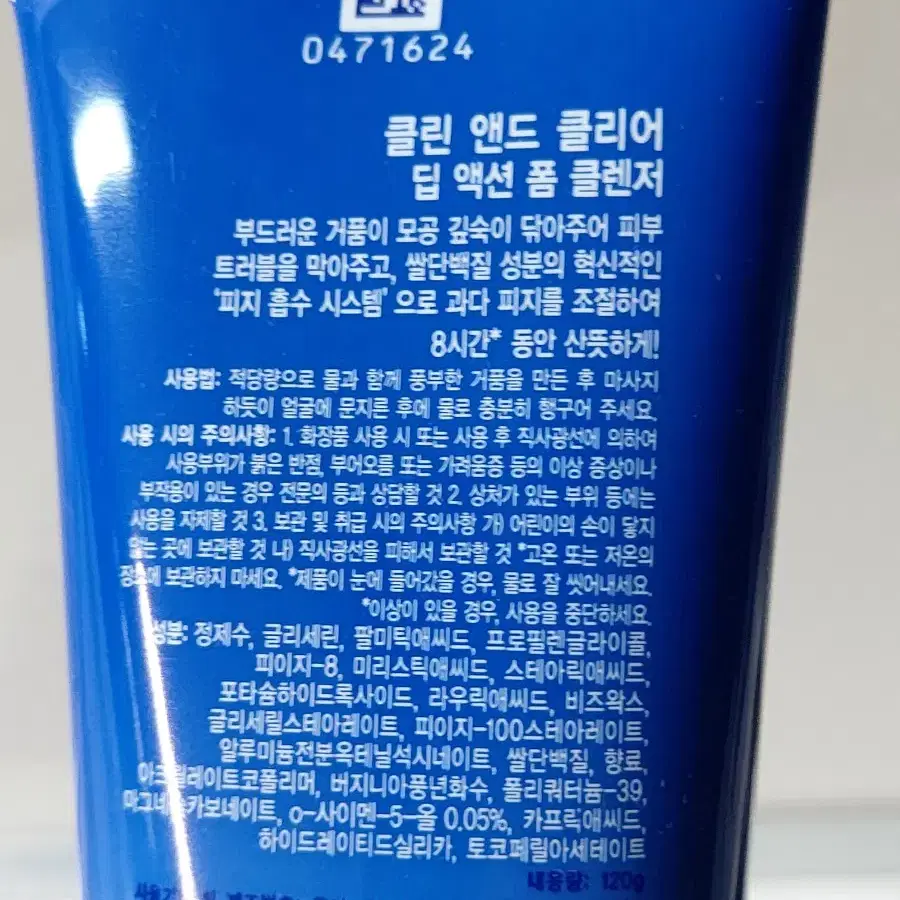 0471624
클린 앤드 클리어
딥 액션 폼 클렌저
부드러운 거품이 모공 깊숙이 닦아주어 피부
트러블을 막아주고, 쌀단백질 성분의 혁신적인
'피지 흡수 시스템' 으로 과다 피지를 조절하여
8시간* 동안 산뜻하게!
사용법: 적당량으로 물과 함께 풍부한 거품을 만든 후 마사지
하듯이 얼굴에 문지른 후에 물로 충분히 헹구어 주세요.
사용 시의 주의사항: 1. 화장품 사용 시 또는 사용 후 직사광선에 의하여
사용부위가 붉은 반점, 부어오름 또는 가려움증 등의 이상 증상이나
부작용이 있는 경우 전문의 등과 상담할 것 2. 상처가 있는 부위 등에는
사용을 자제할 것 3. 보관 및 취급 시의 주의사항 가) 어린이의 손이 닿지
않는 곳에 보관할 것 나) 직사광선을 피해서 보관할 것 *고온 또는 저온의
장소에 보관하지 마세요. *제품이 눈에 들어갔을 경우, 물로 잘 씻어내세요.
*이상이 있을 경우, 사용을 중단하세요.
성분: 정제수, 글리세린, 팔미틱애씨드, 프로필렌글라이콜,
피이지-8, 미리스틱애씨드, 스테아릭애씨드,
포타슘하이드록사이드, 라우릭애씨드, 비즈왁스,
글리세릴스테아레이트, 피이지-100스테아레이트,
알루미늄전분옥테닐석시네이트, 쌀단백질, 향료,
아크릴레이트코폴리머, 버지니아풍년화수, 폴리쿼터늄-39,
마그네슘카보네이트, o-사이멘-5-올 0.05%, 카프릭애씨드,
하이드레이티드실리카, 토코페릴아세테이트
내용량: 120g